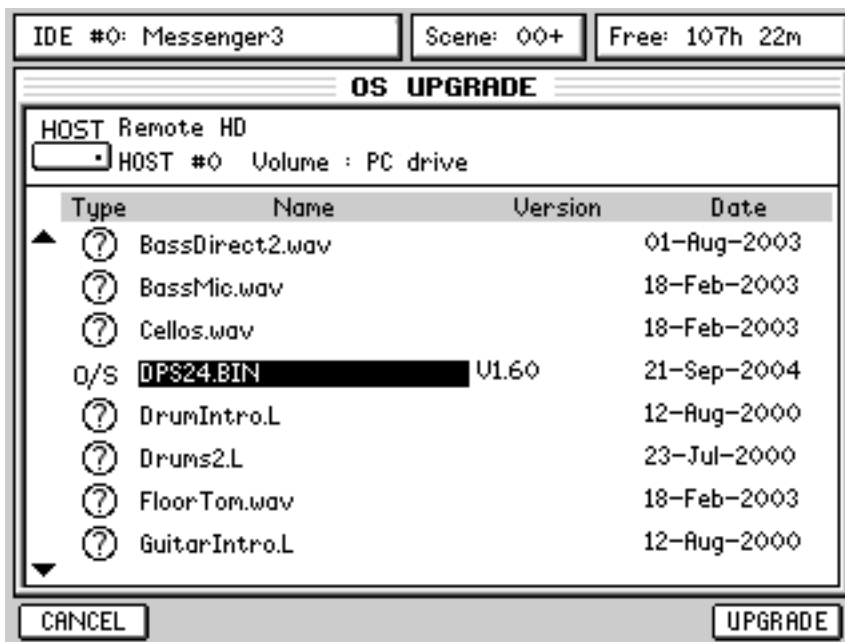 IDE #0: Messenger3 Scene: 00+ Free: 107h 22m
OS UPGRADE
HOST Remote HD
HOST #0 Volume : PC drive
Type Name Version Date
? BassDirect2.wav 01-Aug-2003
? BassMic.wav 18-Feb-2003
? Cellos.wav 18-Feb-2003
O/S DPS24.BIN V1.60 21-Sep-2004
? DrumIntro.L 12-Aug-2000
? Drums2.L 23-Jul-2000
? FloorTom.wav 18-Feb-2003
? GuitarIntro.L 12-Aug-2000
CANCEL UPGRADE